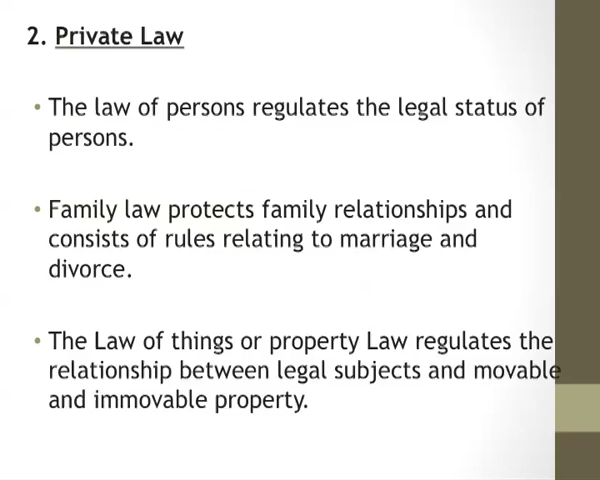 2. Private Law
• The law of persons regulates the legal status of
persons.
• Family law protects family relationships and
consists of rules relating to marriage and
divorce.
• The Law of things or property Law regulates the
relationship between legal subjects and movable
and immovable property.